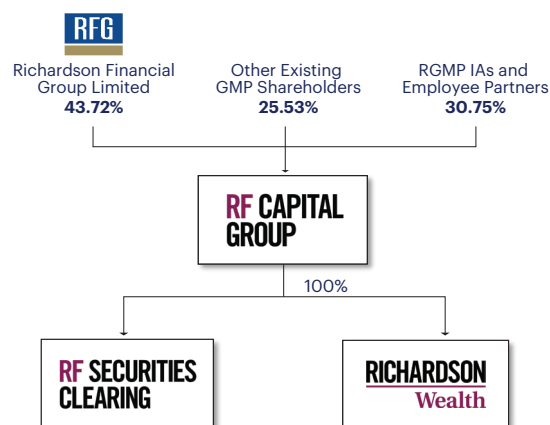 RFG
Richardson Financial
Group Limited
43.72%
Other Existing
GMP Shareholders
25.53%
RGMP IAs and
Employee Partners
30.75%
RF CAPITAL
GROUP
100%
RF SECURITIES
CLEARING
RICHARDSON
Wealth